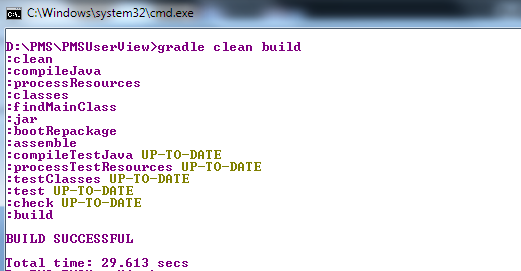 C:\Windows\system32\cmd.exe
D:\PMS\PMSUserView>gradle clean build
:clean
:compileJava
:processResources
:classes
:findMainClass
:jar
:bootRepackage
:assemble
:compileTestJava UP-TO-DATE
:processTestResources UP-TO-DATE
:testClasses UP-TO-DATE
:test UP-TO-DATE
:check UP-TO-DATE
:build
BUILD SUCCESSFUL
Total time: 29.613 secs